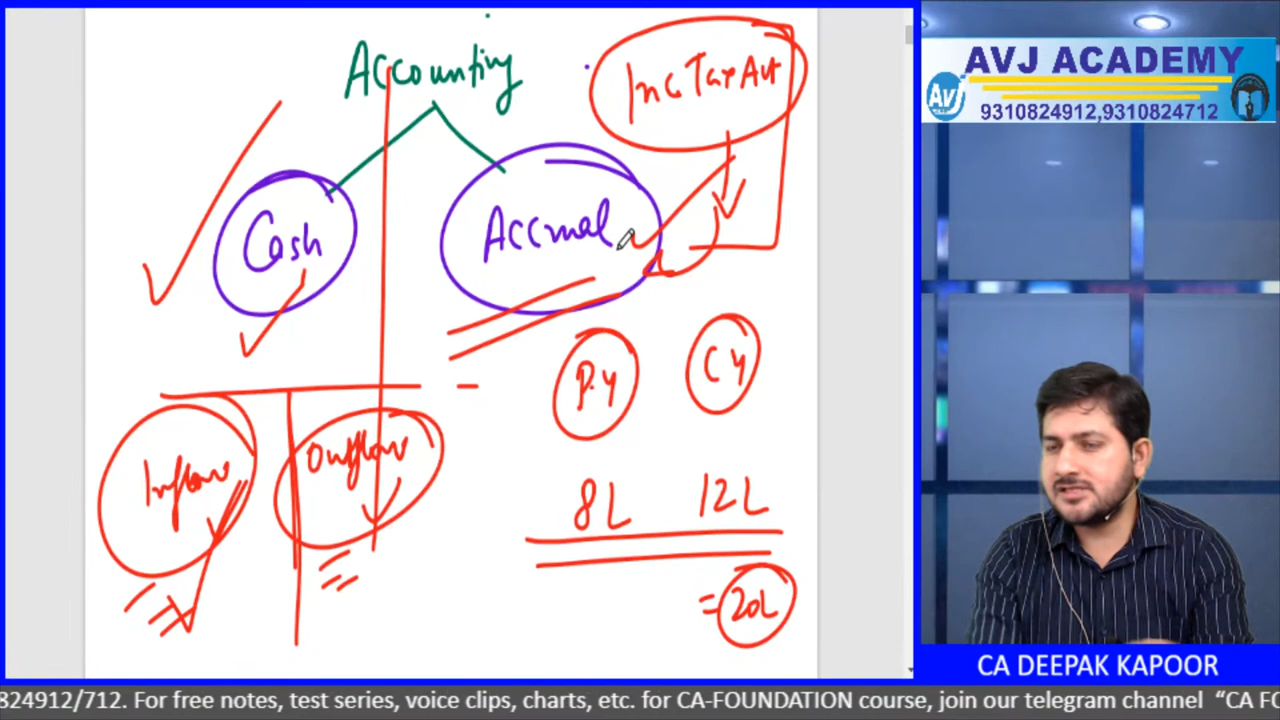 Accounting
Inc Tax Act
Cash
Accrual
P.Y
C Y
Inflow
Outflow
8L
12L
= 20L
AVJ ACADEMY
AVJ
9310824912,9310824712
CA DEEPAK KAPOOR
824912/712. For free notes, test series, voice clips, charts, etc. for CA-FOUNDATION course, join our telegram channel “CA FO